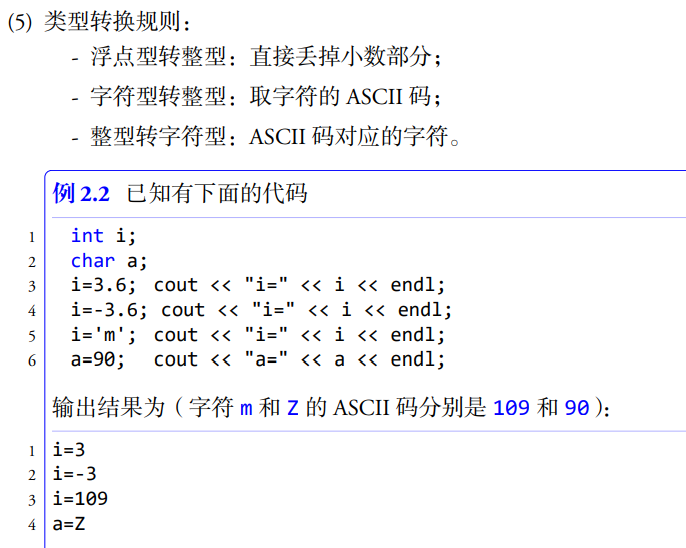 (5) 类型转换规则：
- 浮点型转整型：直接丢掉小数部分；
- 字符型转整型：取字符的 ASCII 码；
- 整型转字符型：ASCII 码对应的字符。
例 2.2 已知有下面的代码
1 int i;
2 char a;
3 i=3.6; cout << "i=" << i << endl;
4 i=-3.6; cout << "i=" << i << endl;
5 i='m'; cout << "i=" << i << endl;
6 a=90; cout << "a=" << a << endl;
输出结果为（字符 m 和 Z 的 ASCII 码分别是 109 和 90）：
1 i=3
2 i=-3
3 i=109
4 a=Z